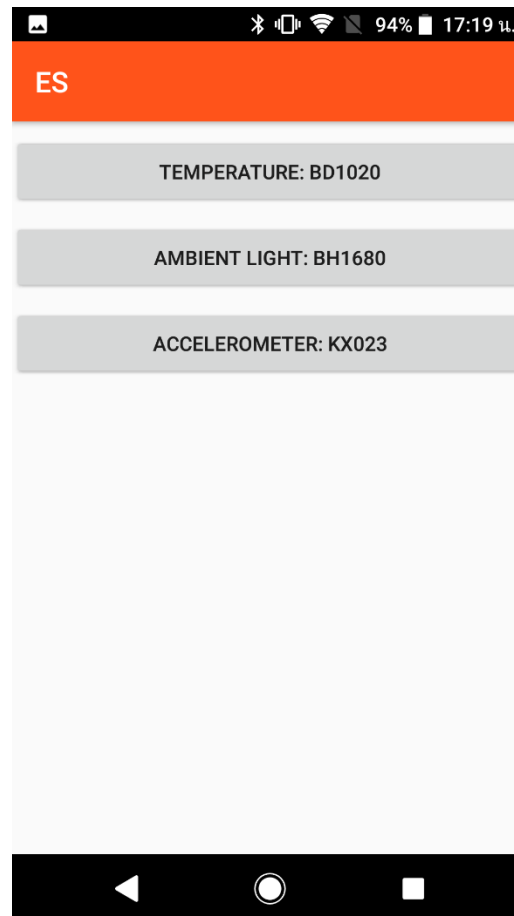 94% 17:19 น.
ES
TEMPERATURE: BD1020
AMBIENT LIGHT: BH1680
ACCELEROMETER: KX023